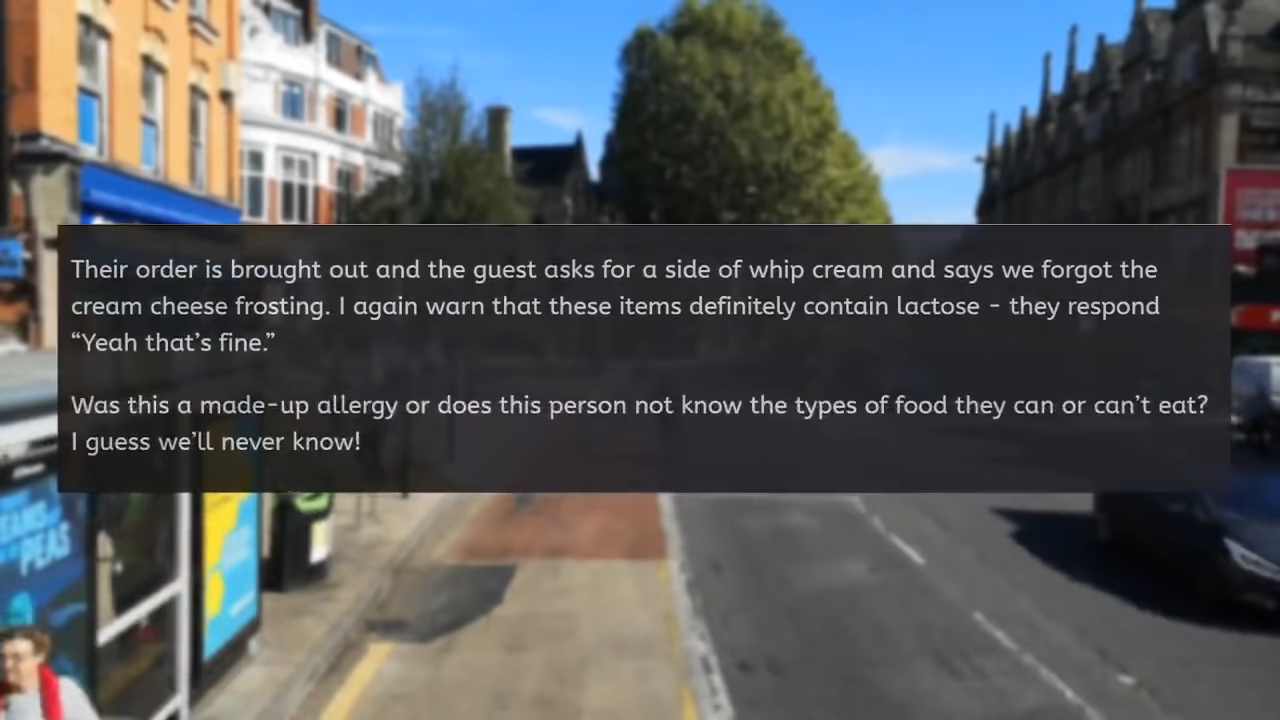 Their order is brought out and the guest asks for a side of whip cream and says we forgot the
cream cheese frosting. I again warn that these items definitely contain lactose - they respond
“Yeah that’s fine.”
Was this a made-up allergy or does this person not know the types of food they can or can’t eat?
I guess we’ll never know!
PEAS